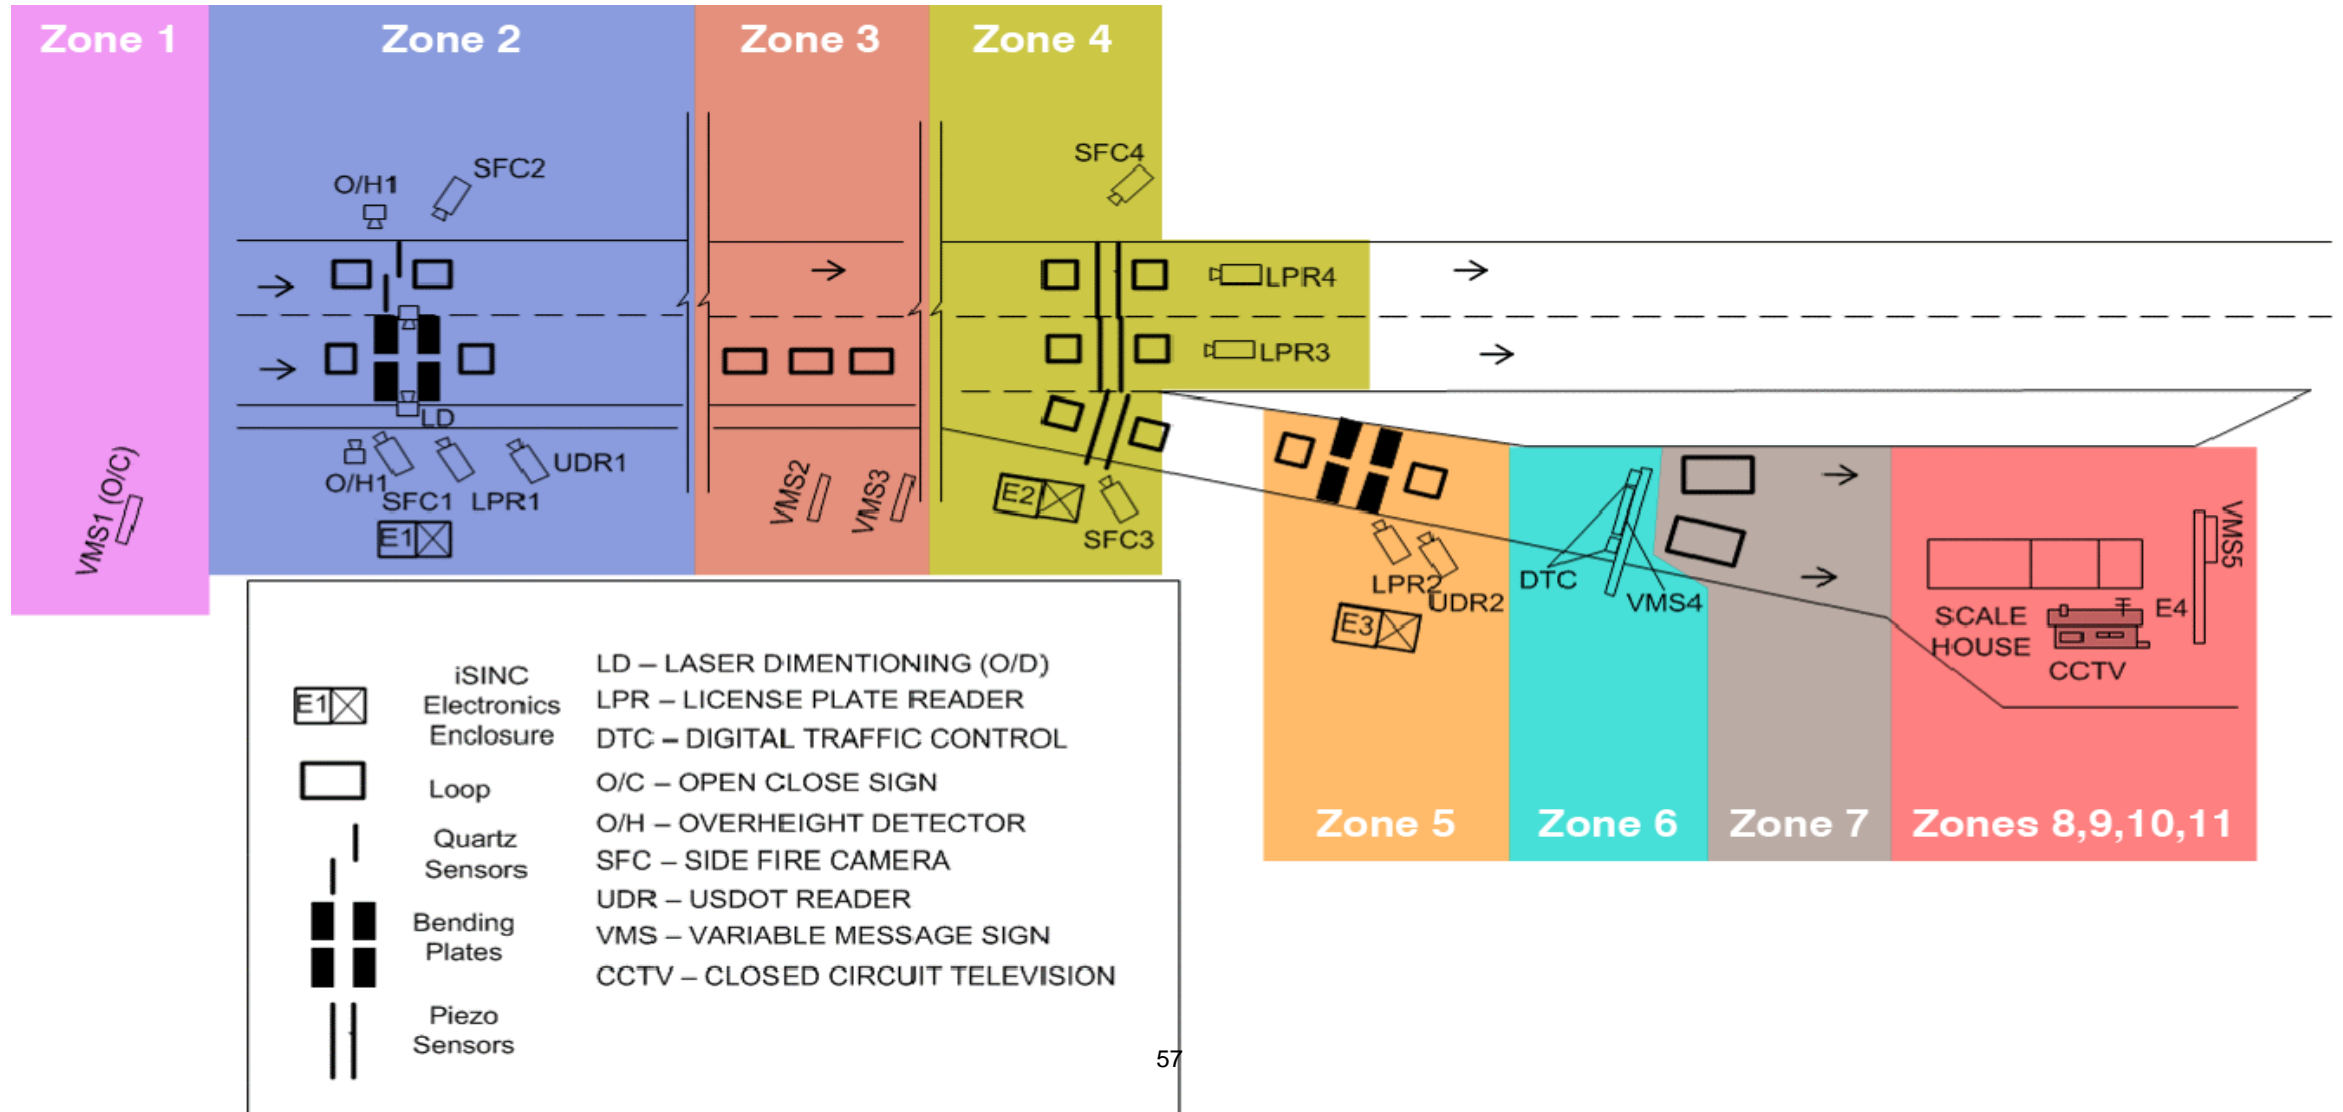 Zone 1
Zone 2
Zone 3
Zone 4
SFC4
SFC2
O/H1
LPR4
LPR3
LD
UDR1
O/H1
SFC1
LPR1
E1
VMS1 (O/C)
VMS2
VMS3
E2
SFC3
LPR2
UDR2
E3
DTC
VMS4
VMS5
SCALE
HOUSE
E4
CCTV
Zone 5
Zone 6
Zone 7
Zones 8,9,10,11
E1
iSINC
Electronics
Enclosure
Loop
Quartz
Sensors
Bending
Plates
Piezo
Sensors
LD – LASER DIMENTIONING (O/D)
LPR – LICENSE PLATE READER
DTC – DIGITAL TRAFFIC CONTROL
O/C – OPEN CLOSE SIGN
O/H – OVERHEIGHT DETECTOR
SFC – SIDE FIRE CAMERA
UDR – USDOT READER
VMS – VARIABLE MESSAGE SIGN
CCTV – CLOSED CIRCUIT TELEVISION
57